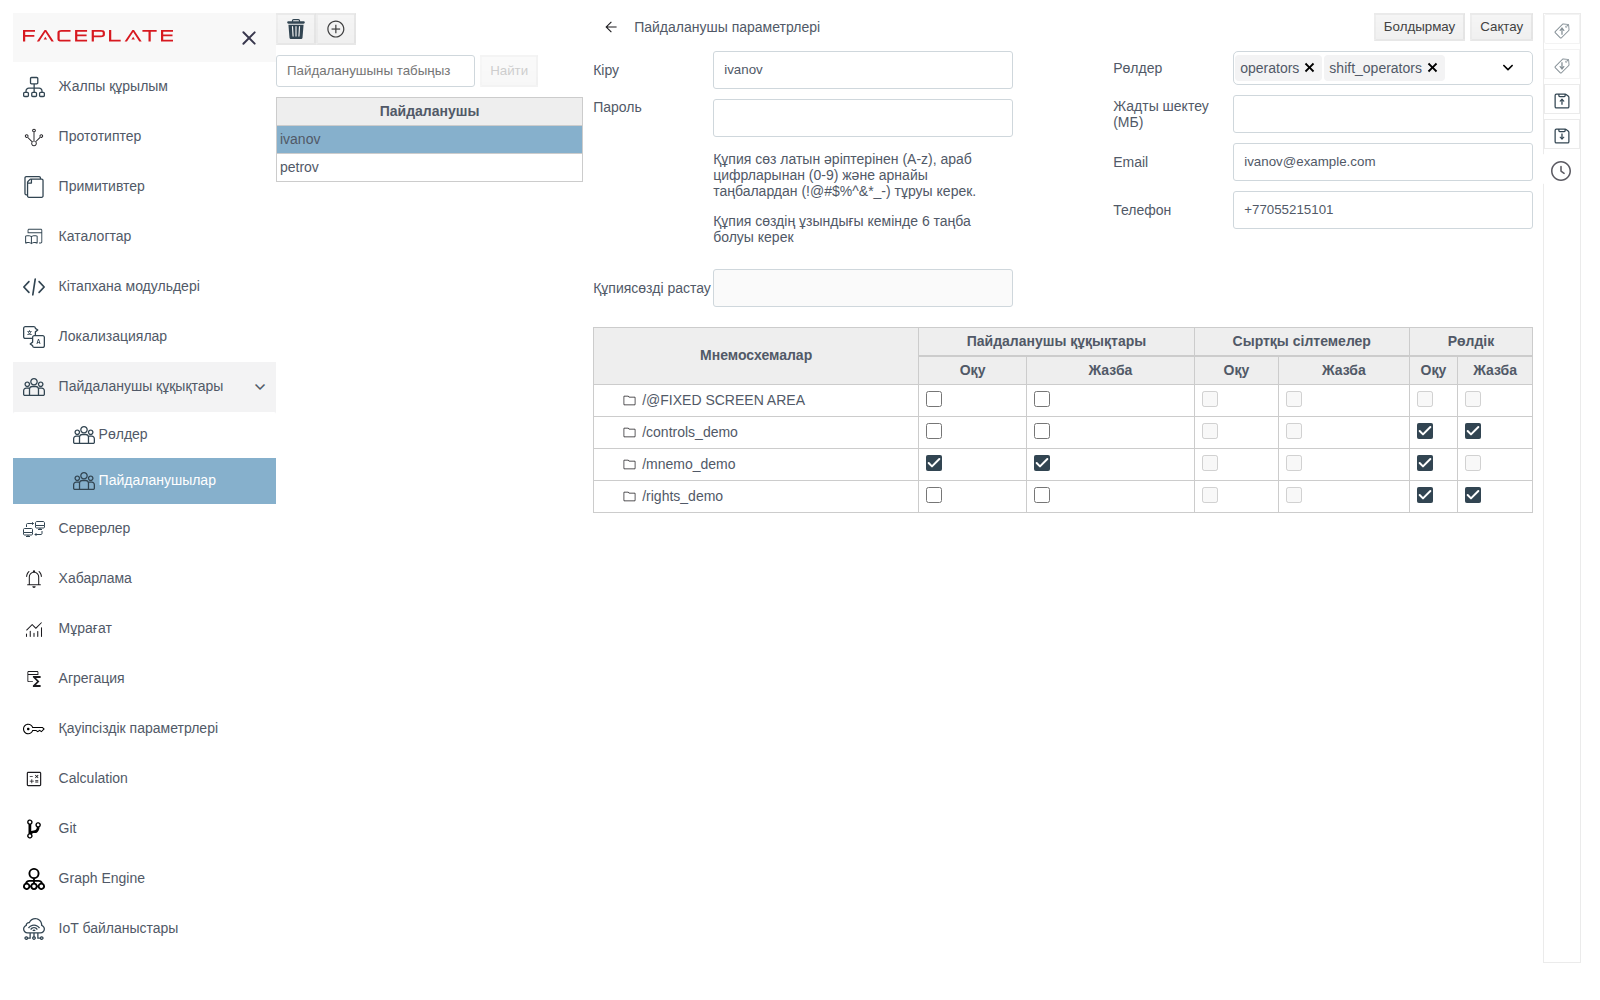 FACEPLATE
Жалпы құрылым
Прототиптер
Примитивтер
Каталогтар
Кітапхана модульдері
Локализациялар
Пайдаланушы құқықтары
Рөлдер
Пайдаланушылар
Серверлер
Хабарлама
Мұрағат
Агрегация
Қауіпсіздік параметрлері
Calculation
Git
Graph Engine
IoT байланыстары
Пайдаланушыны табыңыз
Найти
Пайдаланушы
ivanov
petrov
Пайдаланушы параметрлері
Болдырмау
Сақтау
Кіру
ivanov
Пароль
Құпия сөз латын әріптерінен (A-z), араб
цифрларынан (0-9) және арнайы
таңбалардан (!@#$%^&*_-) тұруы керек.
Құпия сөздің ұзындығы кемінде 6 таңба
болуы керек
Құпиясөзді растау
Рөлдер
operators
shift_operators
Жадты шектеу
(МБ)
Email
ivanov@example.com
Телефон
+77055215101
Мнемосхемалар
Пайдаланушы құқықтары
Сыртқы сілтемелер
Рөлдік
Оқу
Жазба
Оқу
Жазба
Оқу
Жазба
/@FIXED SCREEN AREA
/controls_demo
/mnemo_demo
/rights_demo